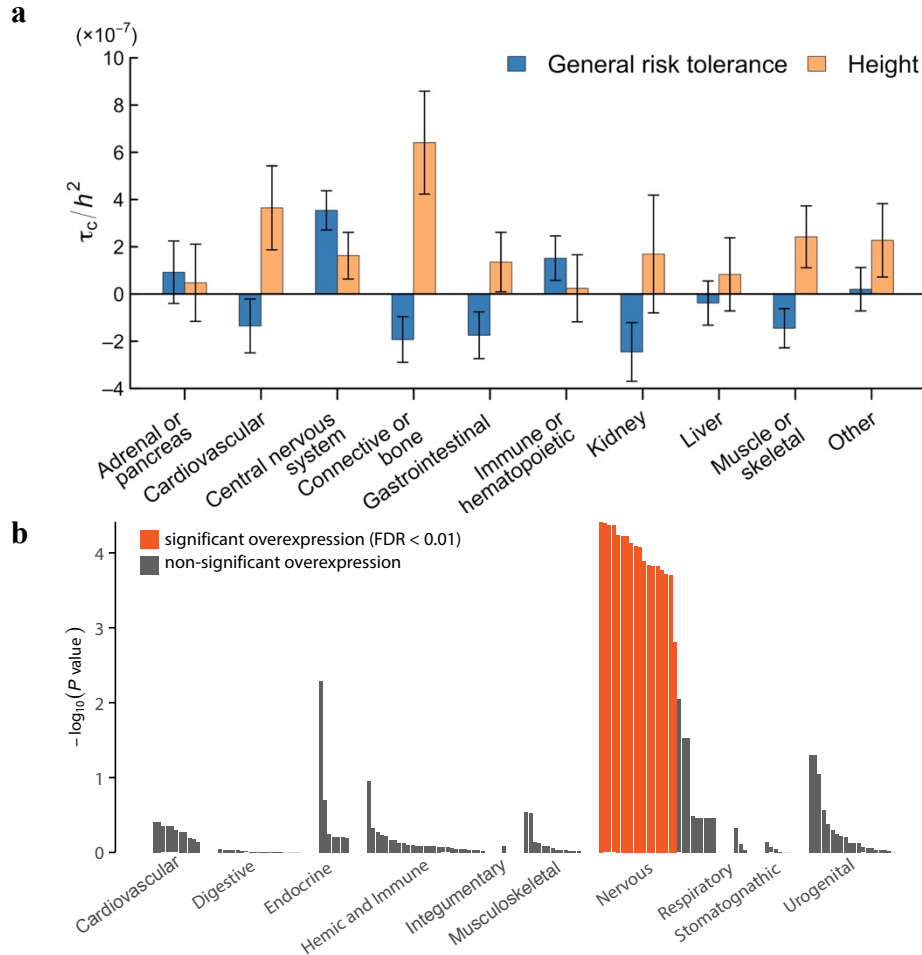 a
(×10⁻⁷)
General risk tolerance
Height
10
8
6
4
2
0
−2
−4
τc/h²
Adrenal or
pancreas
Cardiovascular
Central nervous
system
Connective or
bone
Gastrointestinal
Immune or
hematopoietic
Kidney
Liver
Muscle or
skeletal
Other
b
significant overexpression (FDR < 0.01)
non-significant overexpression
4
3
2
1
0
−log₁₀(P value)
Cardiovascular
Digestive
Endocrine
Hemic and Immune
Integumentary
Musculoskeletal
Nervous
Respiratory
Stomatognathic
Urogenital